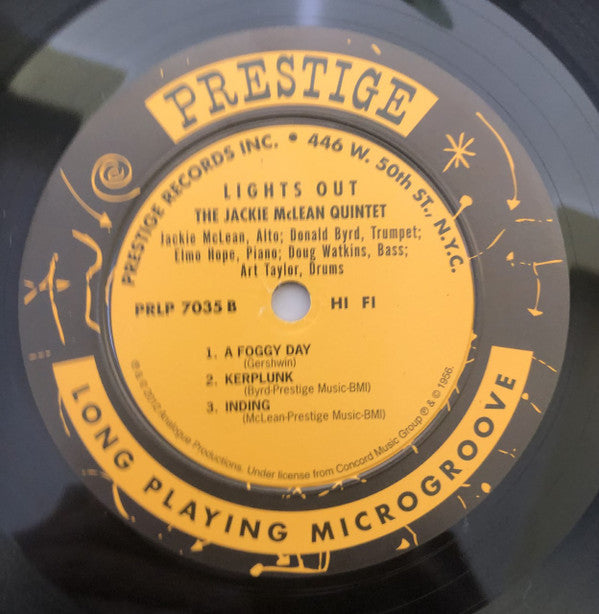 PRESTIGE
PRESTIGE RECORDS INC. • 446 W. 50th ST., N.Y.C.
LIGHTS OUT
THE JACKIE McLEAN QUINTET
Jackie McLean, Alto; Donald Byrd, Trumpet;
Elmo Hope, Piano; Doug Watkins, Bass;
Art Taylor, Drums
PRLP 7035 B HI FI
1. A FOGGY DAY
(Gershwin)
2. KERPLUNK
(Byrd-Prestige Music-BMI)
3. INDING
(McLean-Prestige Music-BMI)
℗ & © 2012, Analogue Productions. Under license from Concord Music Group ℗ & © 1956.
LONG PLAYING MICROGROOVE